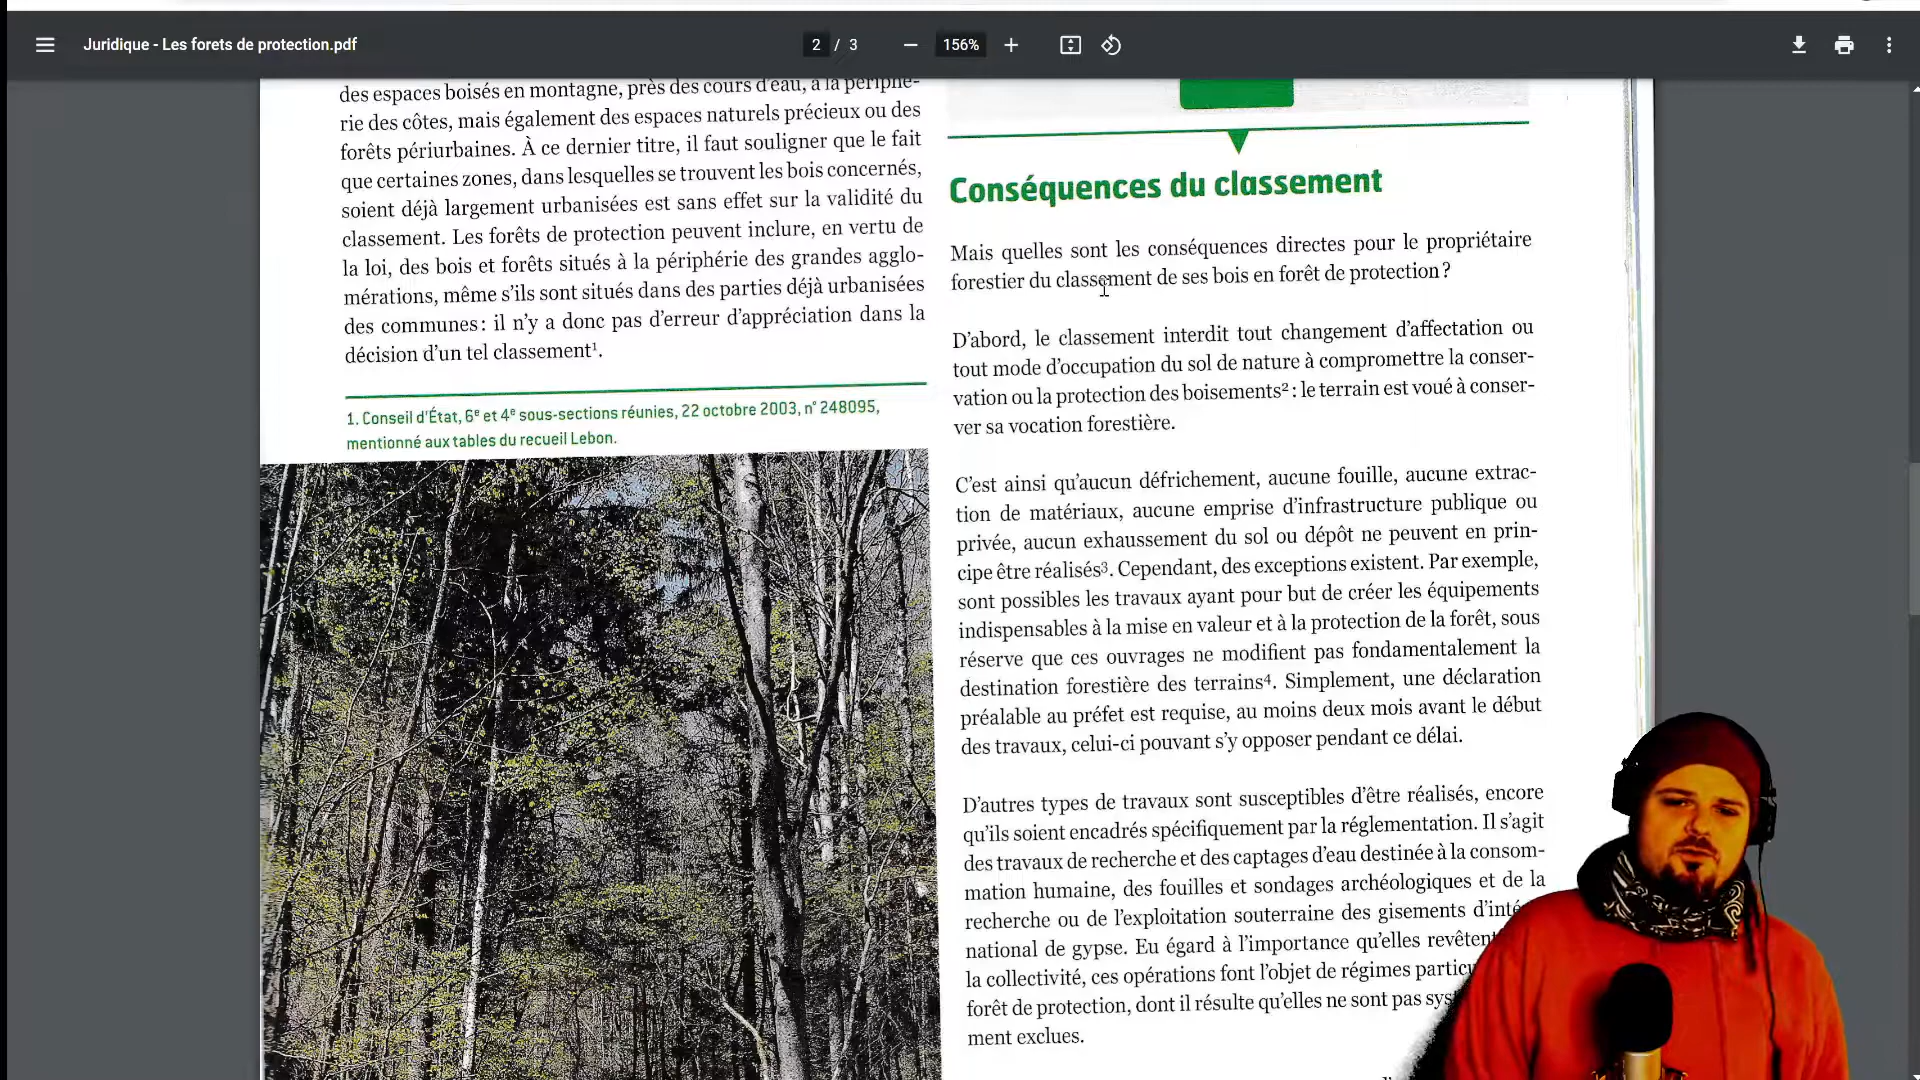 Juridique - Les forets de protection.pdf
2 / 3
156%
des espaces boisés en montagne, près des cours d'eau, à la périphé-
rie des côtes, mais également des espaces naturels précieux ou des
forêts périurbaines. À ce dernier titre, il faut souligner que le fait
que certaines zones, dans lesquelles se trouvent les bois concernés,
soient déjà largement urbanisées est sans effet sur la validité du
classement. Les forêts de protection peuvent inclure, en vertu de
la loi, des bois et forêts situés à la périphérie des grandes agglo-
mérations, même s'ils sont situés dans des parties déjà urbanisées
des communes : il n'y a donc pas d'erreur d'appréciation dans la
décision d'un tel classement¹.
1. Conseil d'État, 6e et 4e sous-sections réunies, 22 octobre 2003, n° 248095,
mentionné aux tables du recueil Lebon.
Conséquences du classement
Mais quelles sont les conséquences directes pour le propriétaire
forestier du classement de ses bois en forêt de protection ?
D'abord, le classement interdit tout changement d'affectation ou
tout mode d'occupation du sol de nature à compromettre la conser-
vation ou la protection des boisements² : le terrain est voué à conser-
ver sa vocation forestière.
C'est ainsi qu'aucun défrichement, aucune fouille, aucune extrac-
tion de matériaux, aucune emprise d'infrastructure publique ou
privée, aucun exhaussement du sol ou dépôt ne peuvent en prin-
cipe être réalisés³. Cependant, des exceptions existent. Par exemple,
sont possibles les travaux ayant pour but de créer les équipements
indispensables à la mise en valeur et à la protection de la forêt, sous
réserve que ces ouvrages ne modifient pas fondamentalement la
destination forestière des terrains⁴. Simplement, une déclaration
préalable au préfet est requise, au moins deux mois avant le début
des travaux, celui-ci pouvant s'y opposer pendant ce délai.
D'autres types de travaux sont susceptibles d'être réalisés, encore
qu'ils soient encadrés spécifiquement par la réglementation. Il s'agit
des travaux de recherche et des captages d'eau destinée à la consom-
mation humaine, des fouilles et sondages archéologiques et de la
recherche ou de l'exploitation souterraine des gisements
national de gypse. Eu égard à l'importance qu'elles
la collectivité, ces opérations font l'objet de régimes
forêt de protection, dont il résulte qu'elles ne sont pas
ment exclues.